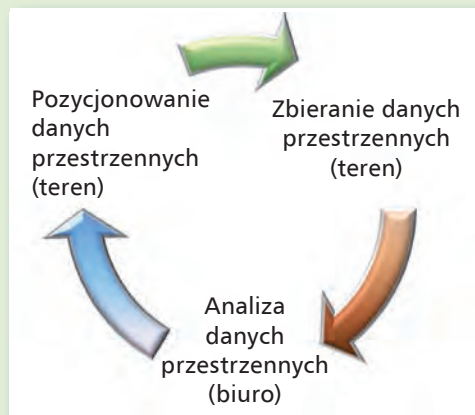 Pozycjonowanie
danych
przestrzennych
(teren)
Zbieranie danych
przestrzennych
(teren)
Analiza
danych
przestrzennych
(biuro)